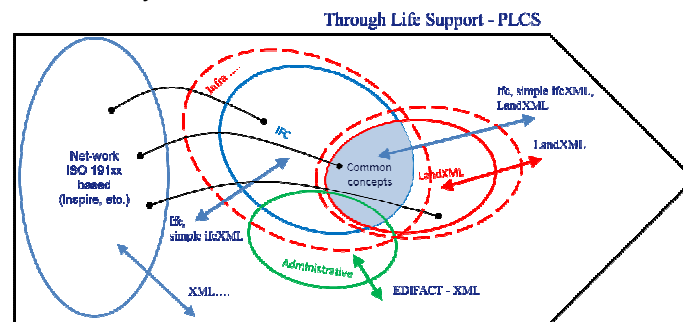 Through Life Support - PLCS
Infra ....
IFC
Ifc, simple ifcXML,
LandXML
LandXML
Net-work
ISO 191xx
based
(Inspire, etc.)
Common
concepts
LandXML
Ifc,
simple ifcXML
Administrative
XML....
EDIFACT - XML